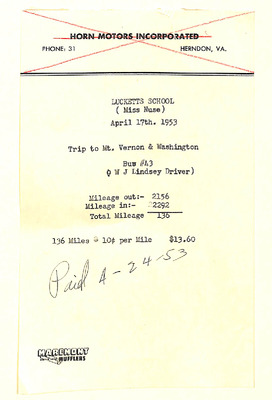 HORN MOTORS INCORPORATED
PHONE: 31 HERNDON, VA.
LUCKETTS SCHOOL
( Miss Nuse)
April 17th. 1953
Trip to Mt. Vernon & Washington
Bus #43
( W J Lindsey Driver)
Mileage out:- 2156
Mileage in:- 2292
Total Mileage 136
136 Miles @ 10¢ per Mile $13.60
Paid 4-24-53
MAREMONT
MUFFLERS